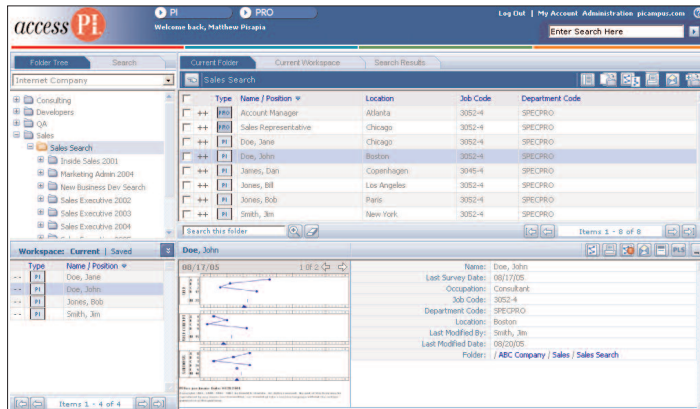 access PI
PI
PRO
Log Out | My Account Administration picampus.com
Welcome back, Matthew Pirapia
Enter Search Here
Folder Tree
Search
Current Folder
Current Workspace
Search Results
Internet Company
Sales Search
Consulting
Developers
QA
Sales
Sales Search
Inside Sales 2001
Marketing Admin 2004
New Business Dev Search
Sales Executive 2002
Sales Executive 2003
Sales Executive 2004
Type Name / Position Location Job Code Department Code
++ PRO Account Manager Atlanta 3052-4 SPECPRO
++ PRO Sales Representative Chicago 3052-4 SPECPRO
++ PI Doe, Jane Chicago 3052-4 SPECPRO
++ PI Doe, John Boston 3052-4 SPECPRO
++ PI James, Dan Copenhagen 3045-4 SPECPRO
++ PI Jones, Bill Los Angeles 3052-4 SPECPRO
++ PI Jones, Bob Paris 3052-4 SPECPRO
++ PI Smith, Jim New York 3052-4 SPECPRO
Search this folder
Items 1 - 8 of 8
Workspace: Current | Saved
Type Name / Position
-- PI Doe, Jane
-- PI Doe, John
-- PI Jones, Bob
-- PI Smith, Jim
Items 1 - 4 of 4
Doe, John
PLS
08/17/05 1 of 2
Name: Doe, John
Last Survey Date: 08/17/05
Occupation: Consultant
Job Code: 3052-4
Department Code: SPECPRO
Location: Boston
Last Modified By: Smith, Jim
Last Modified Date: 08/20/05
Folder: / ABC Company / Sales / Sales Search